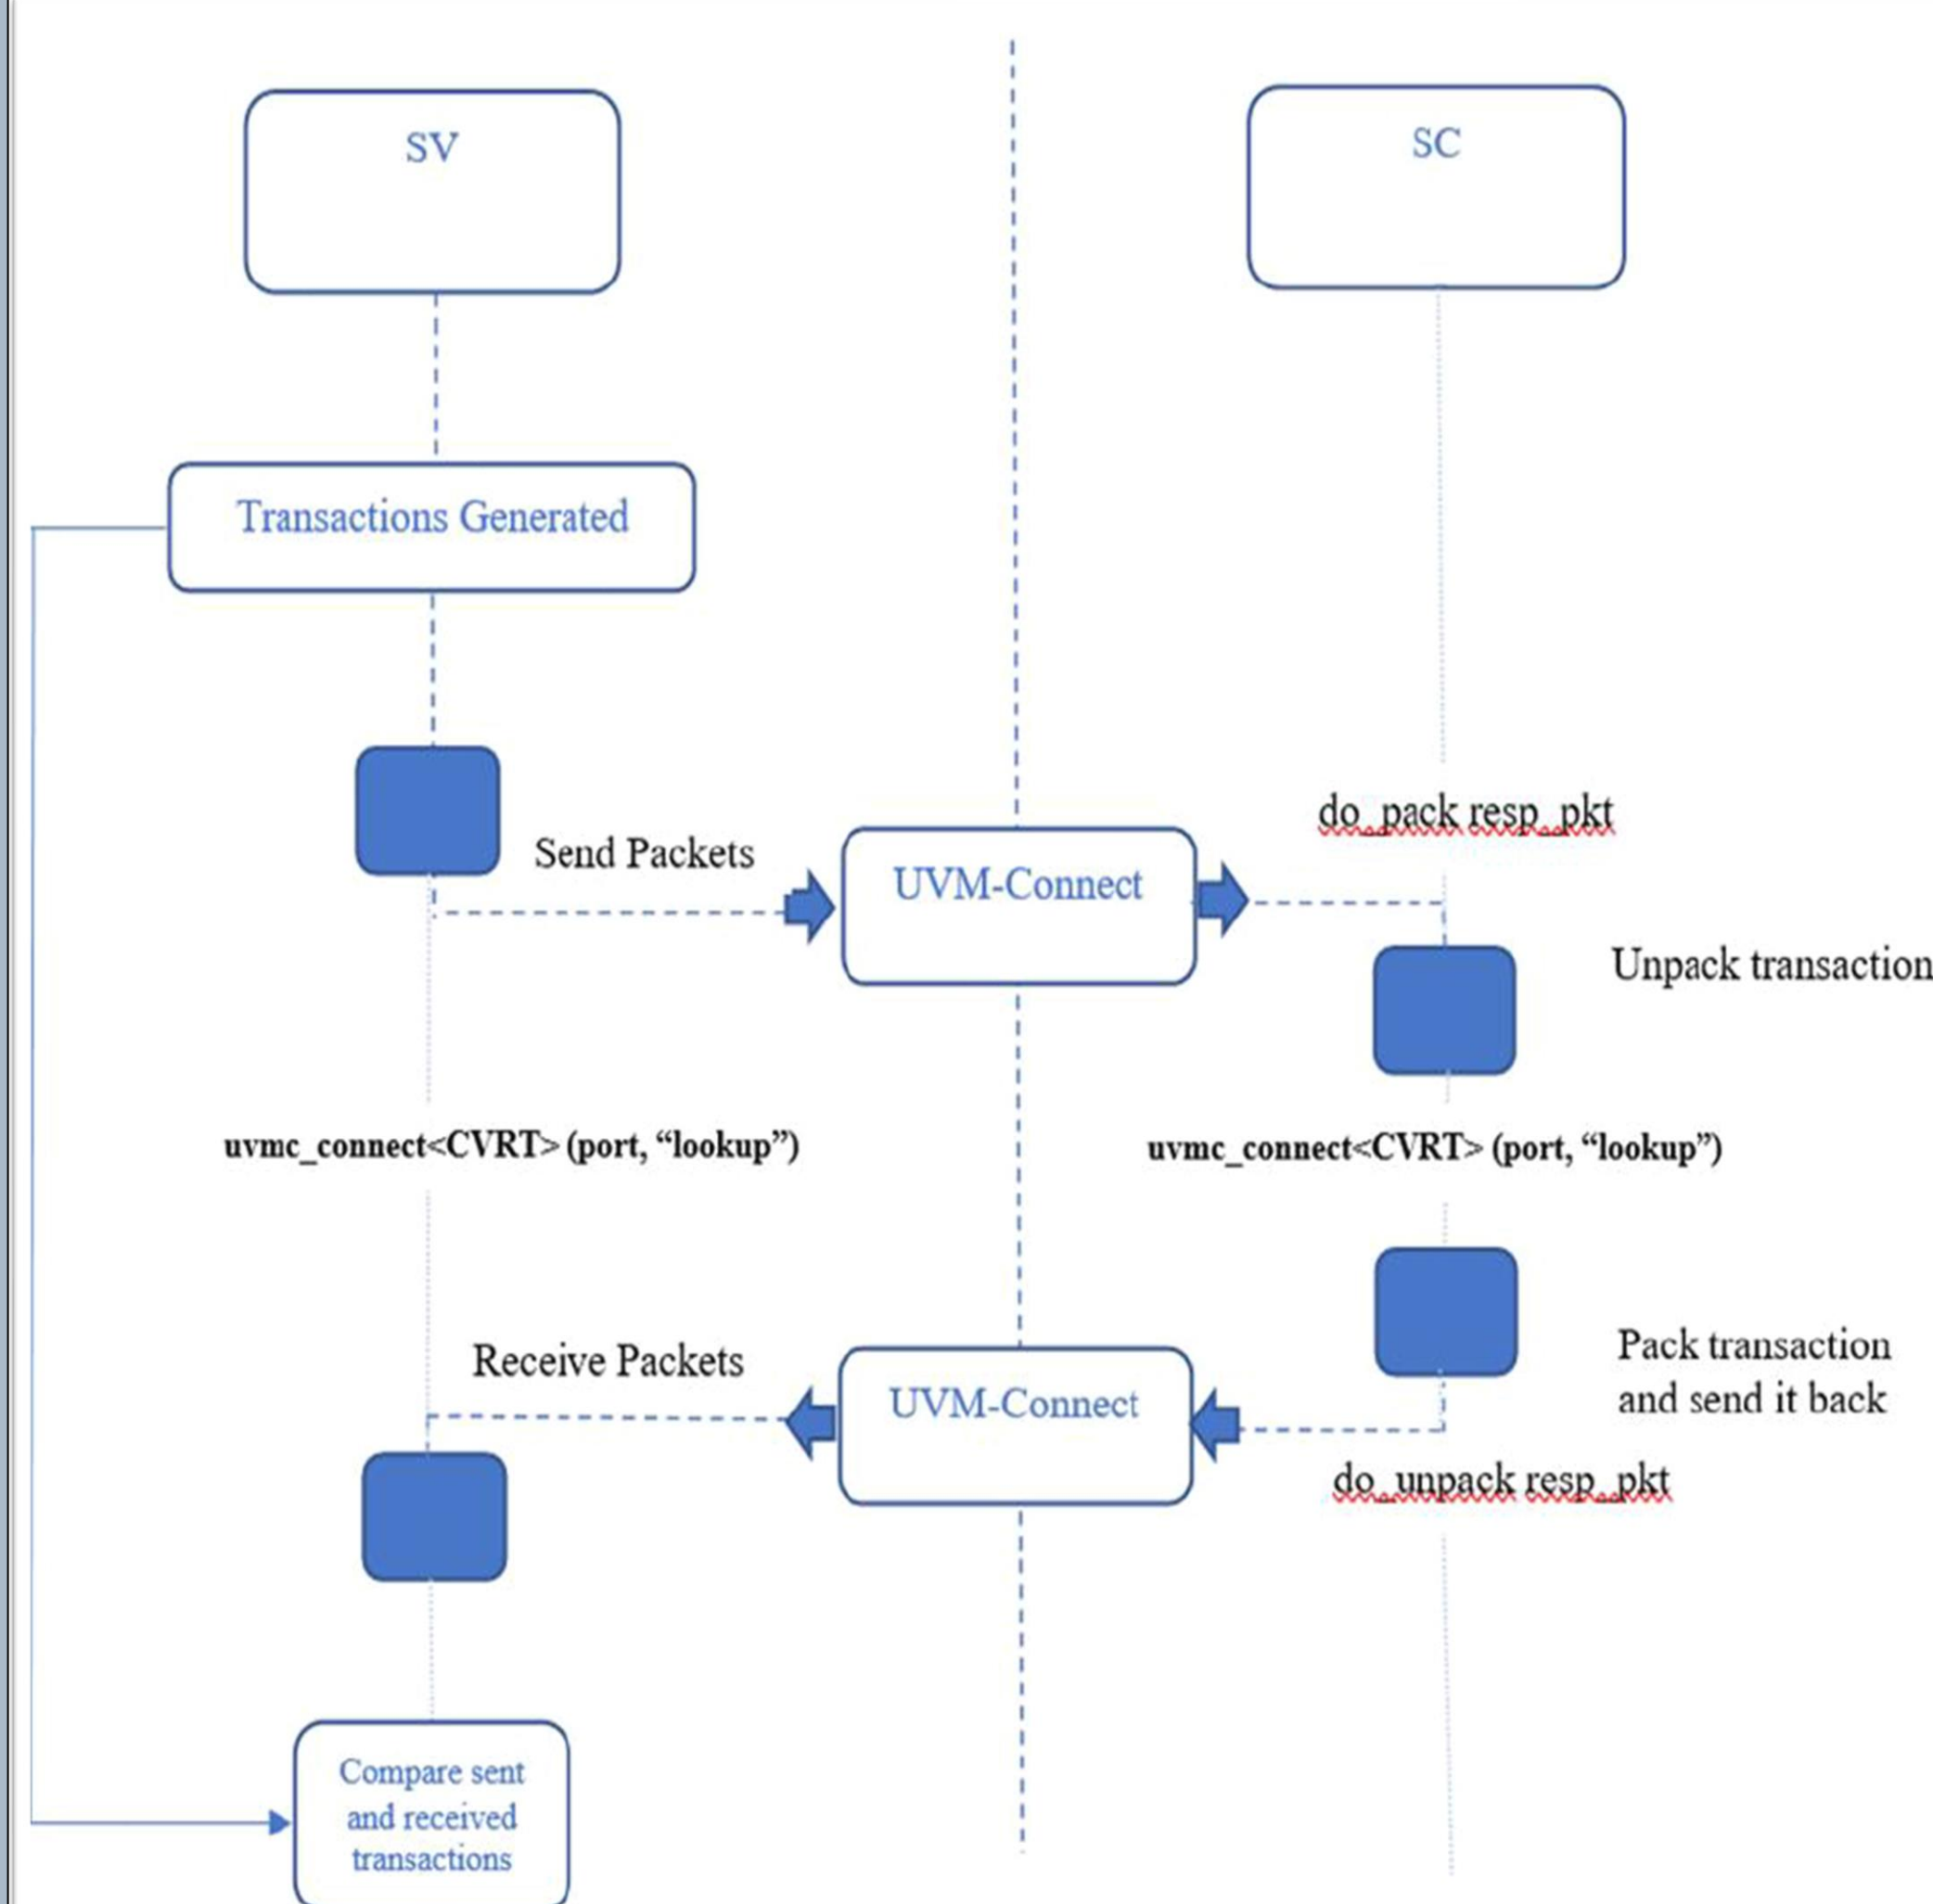 SV
SC
Transactions Generated
do_pack resp_pkt
Send Packets
UVM-Connect
Unpack transaction
uvmc_connect<CVRT> (port, “lookup”)
uvmc_connect<CVRT> (port, “lookup”)
Receive Packets
UVM-Connect
Pack transaction
and send it back
do_unpack resp_pkt
Compare sent
and received
transactions